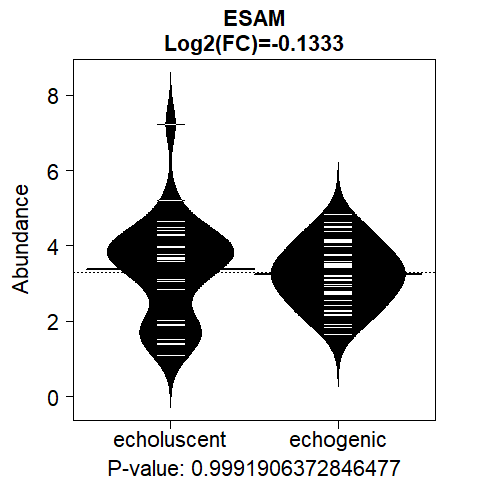 ESAM
Log2(FC)=-0.1333
Abundance
8
6
4
2
0
echoluscent echogenic
P-value: 0.9991906372846477